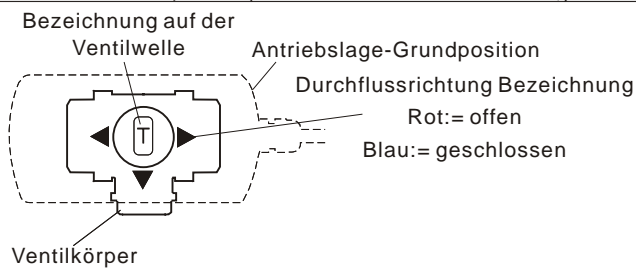 Bezeichnung auf der
Ventilwelle
Antriebslage-Grundposition
Durchflussrichtung Bezeichnung
Rot:= offen
Blau:= geschlossen
T
Ventilkörper